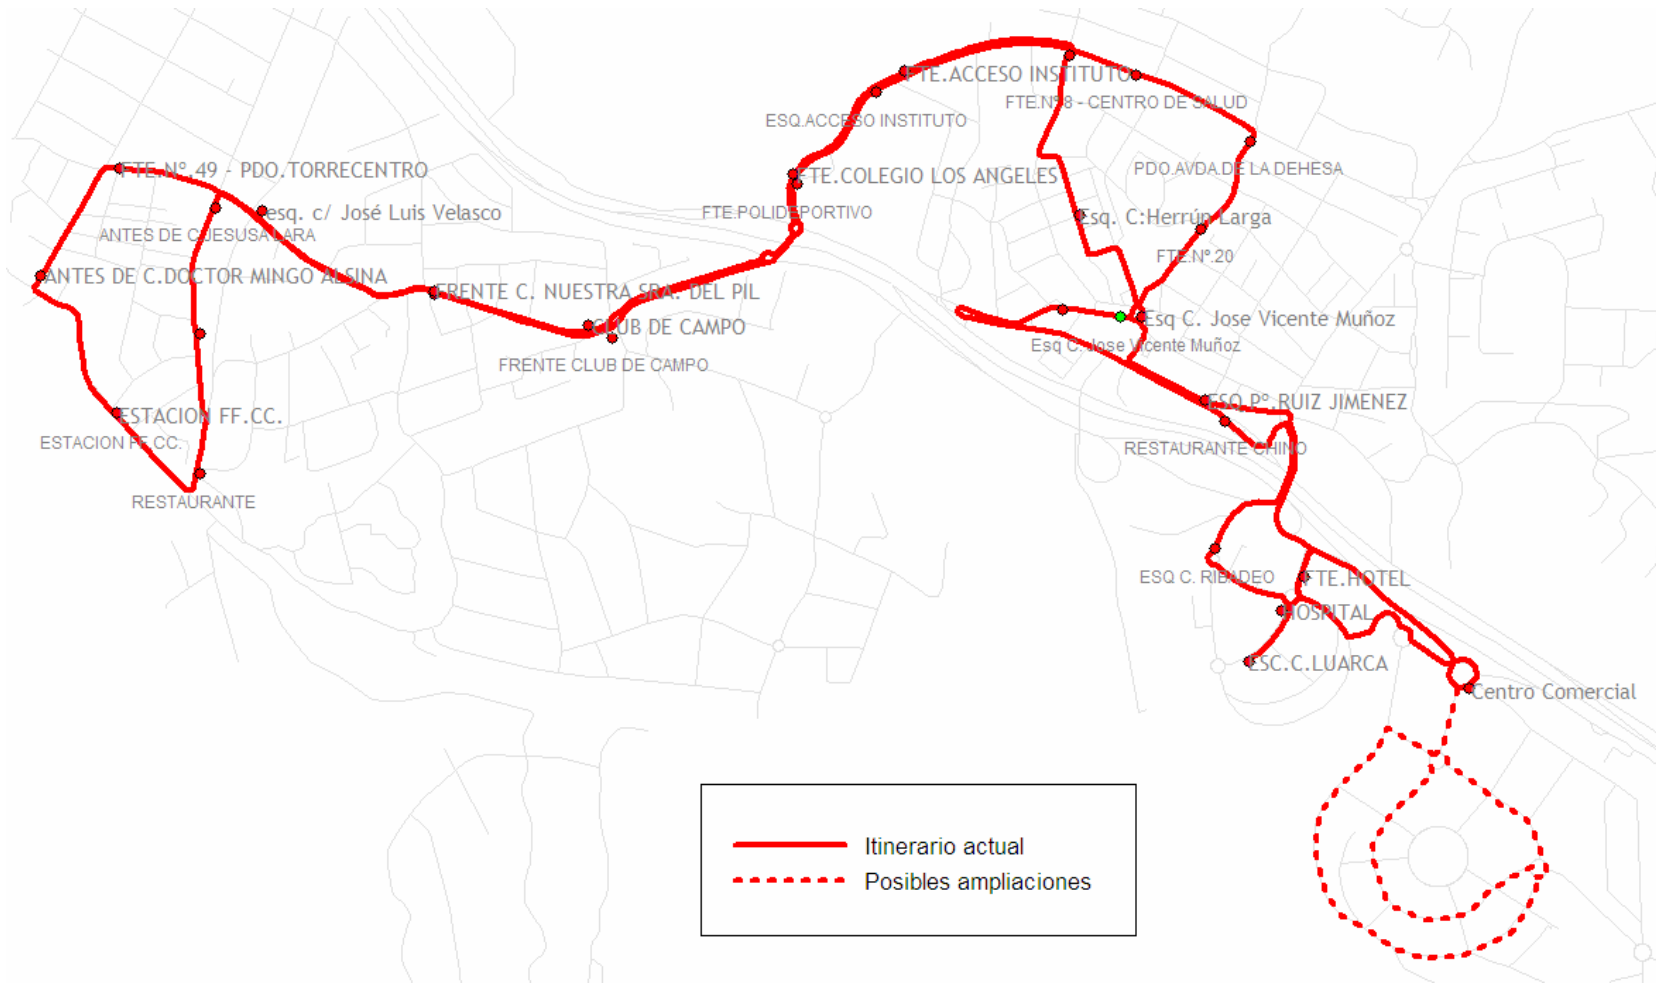 FTE.ACCESO INSTITUTO
FTE.Nº8 - CENTRO DE SALUD
ESQ.ACCESO INSTITUTO
FTE.Nº.49 - PDO.TORRECENTRO
PDO.AVDA.DE LA DEHESA
FTE.COLEGIO LOS ANGELES
esq. c/ José Luis Velasco
FTE.POLIDEPORTIVO
Esq. C:Herrún Larga
ANTES DE C.JESUSA LARA
FTE.Nº.20
ANTES DE C.DOCTOR MINGO ALSINA
FRENTE C. NUESTRA SRA. DEL PIL
CLUB DE CAMPO
Esq C. Jose Vicente Muñoz
Esq C. Jose Vicente Muñoz
FRENTE CLUB DE CAMPO
ESQ.Pº.RUIZ JIMENEZ
ESTACION FF.CC.
ESTACION FF.CC.
RESTAURANTE CHINO
RESTAURANTE
ESQ C. RIBADEO
FTE.HOTEL
HOSPITAL
ESC.C.LUARCA
Centro Comercial
Itinerario actual
Posibles ampliaciones